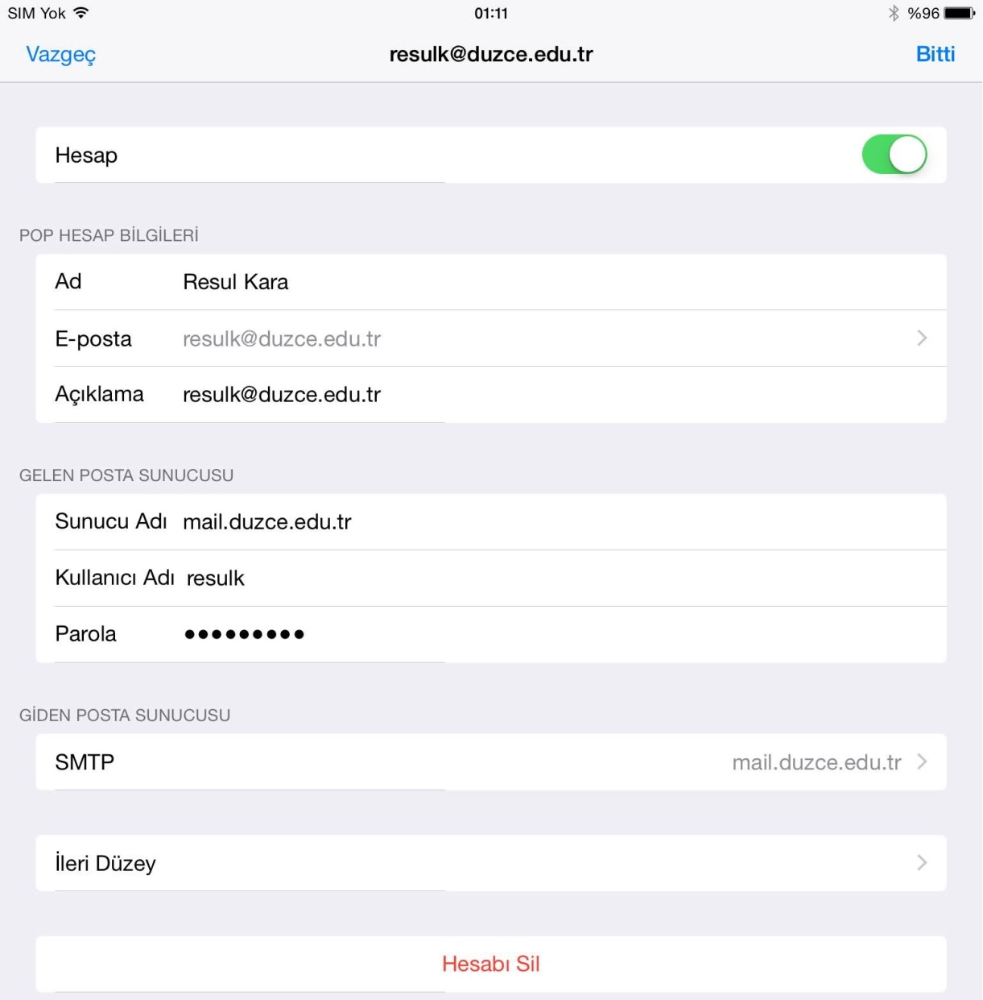 SIM Yok 01:11 %96
Vazgeç resulk@duzce.edu.tr Bitti
Hesap
POP HESAP BİLGİLERİ
Ad Resul Kara
E-posta resulk@duzce.edu.tr
Açıklama resulk@duzce.edu.tr
GELEN POSTA SUNUCUSU
Sunucu Adı mail.duzce.edu.tr
Kullanıcı Adı resulk
Parola ●●●●●●●●●
GİDEN POSTA SUNUCUSU
SMTP mail.duzce.edu.tr
İleri Düzey
Hesabı Sil